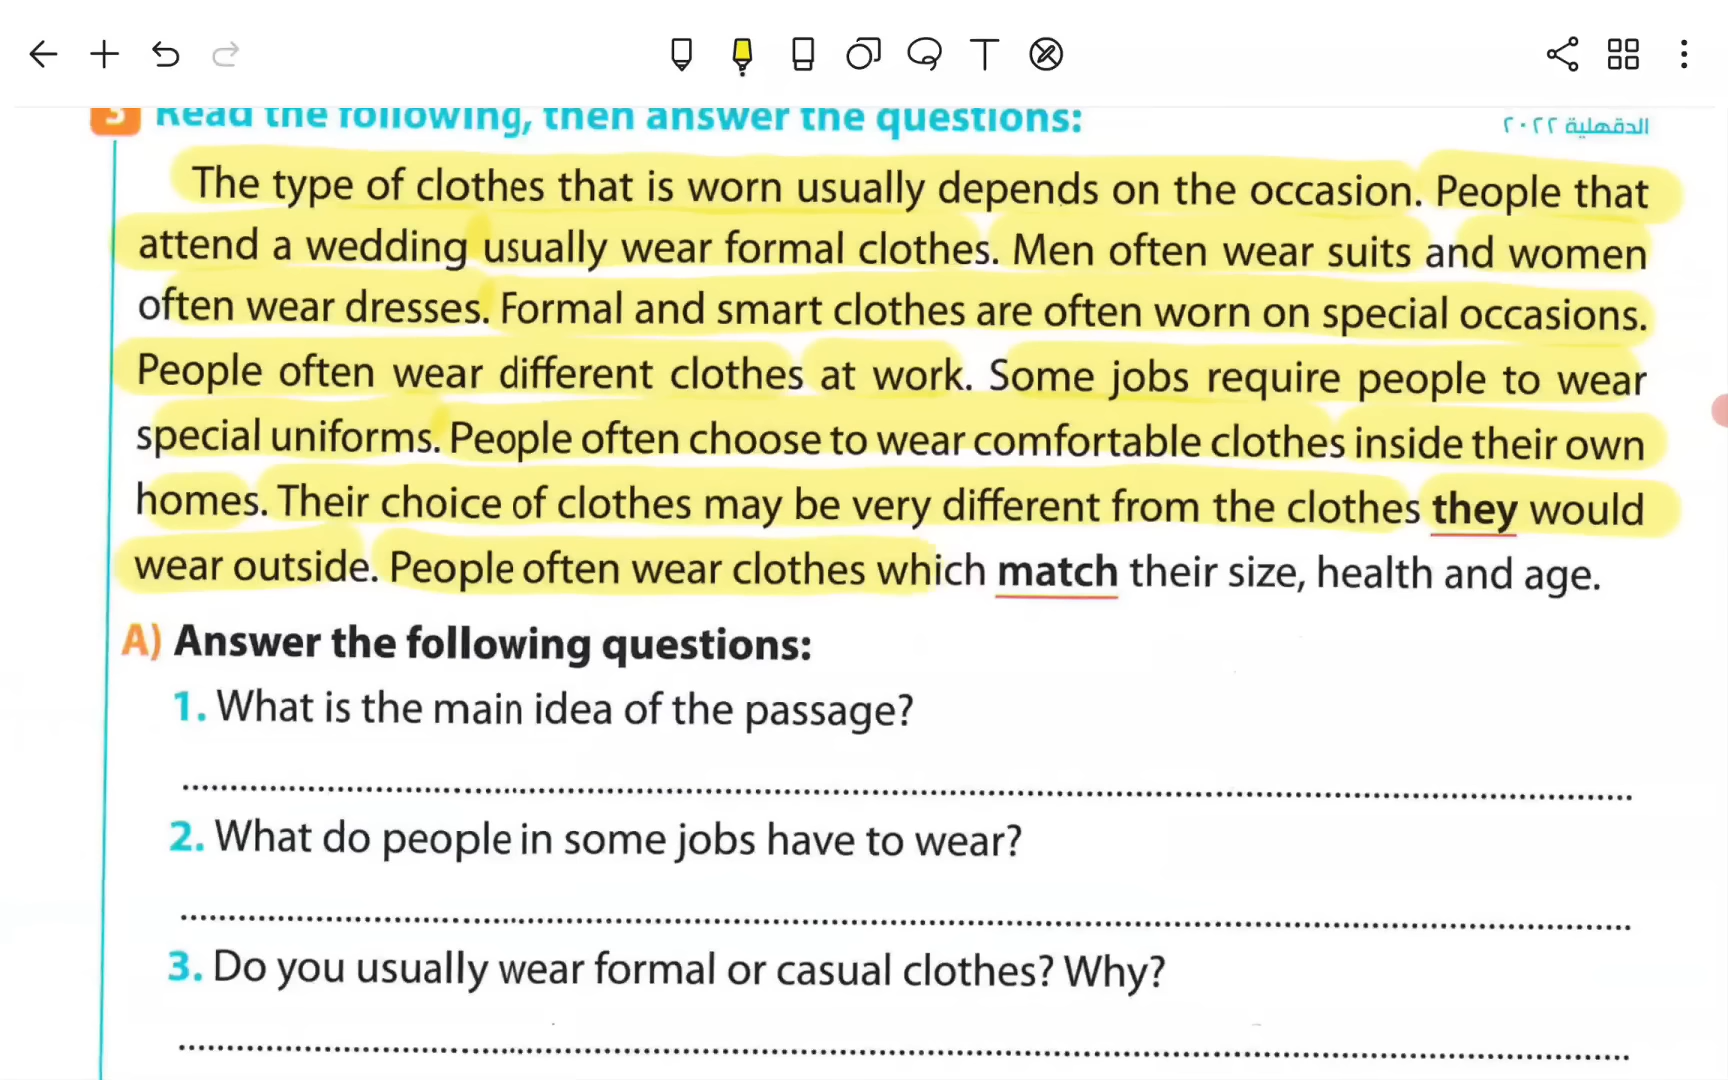 3 Read the following, then answer the questions:
الدقهلية ٢٠٢٢
The type of clothes that is worn usually depends on the occasion. People that
attend a wedding usually wear formal clothes. Men often wear suits and women
often wear dresses. Formal and smart clothes are often worn on special occasions.
People often wear different clothes at work. Some jobs require people to wear
special uniforms. People often choose to wear comfortable clothes inside their own
homes. Their choice of clothes may be very different from the clothes they would
wear outside. People often wear clothes which match their size, health and age.
A) Answer the following questions:
1. What is the main idea of the passage?
2. What do people in some jobs have to wear?
3. Do you usually wear formal or casual clothes? Why?